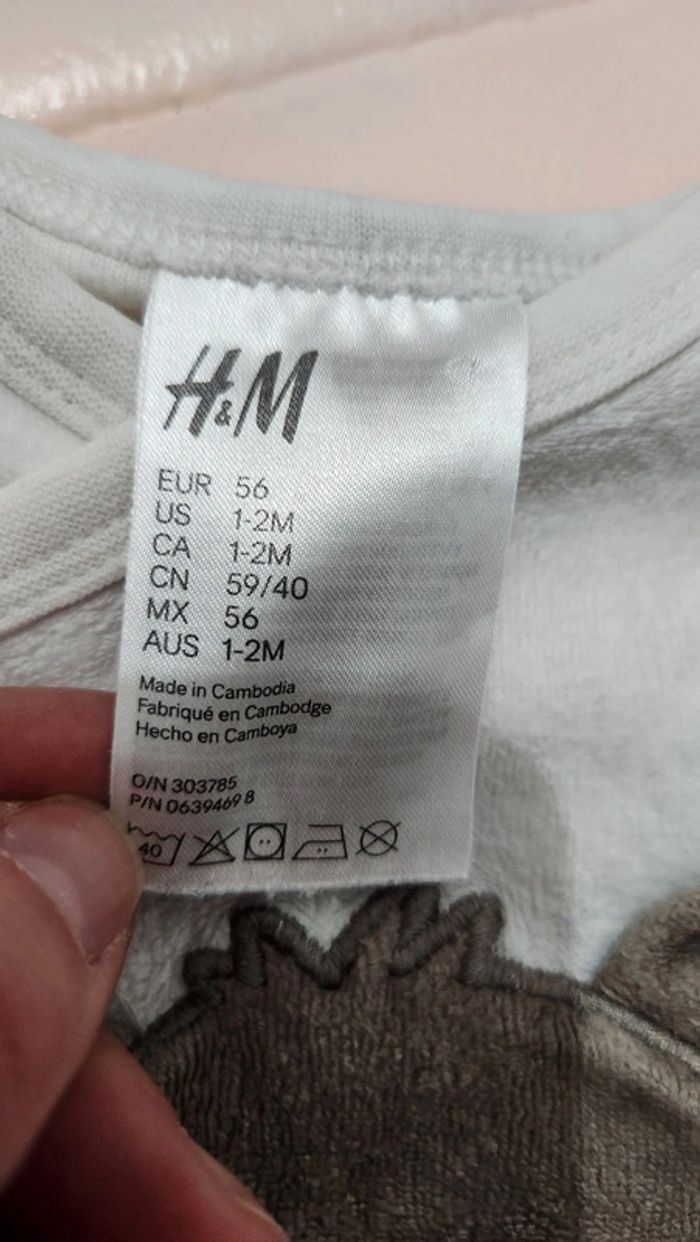 H&M
EUR 56
US 1-2M
CA 1-2M
CN 59/40
MX 56
AUS 1-2M
Made in Cambodia
Fabriqué en Cambodge
Hecho en Camboya
O/N 303785
P/N 0639469 8
40